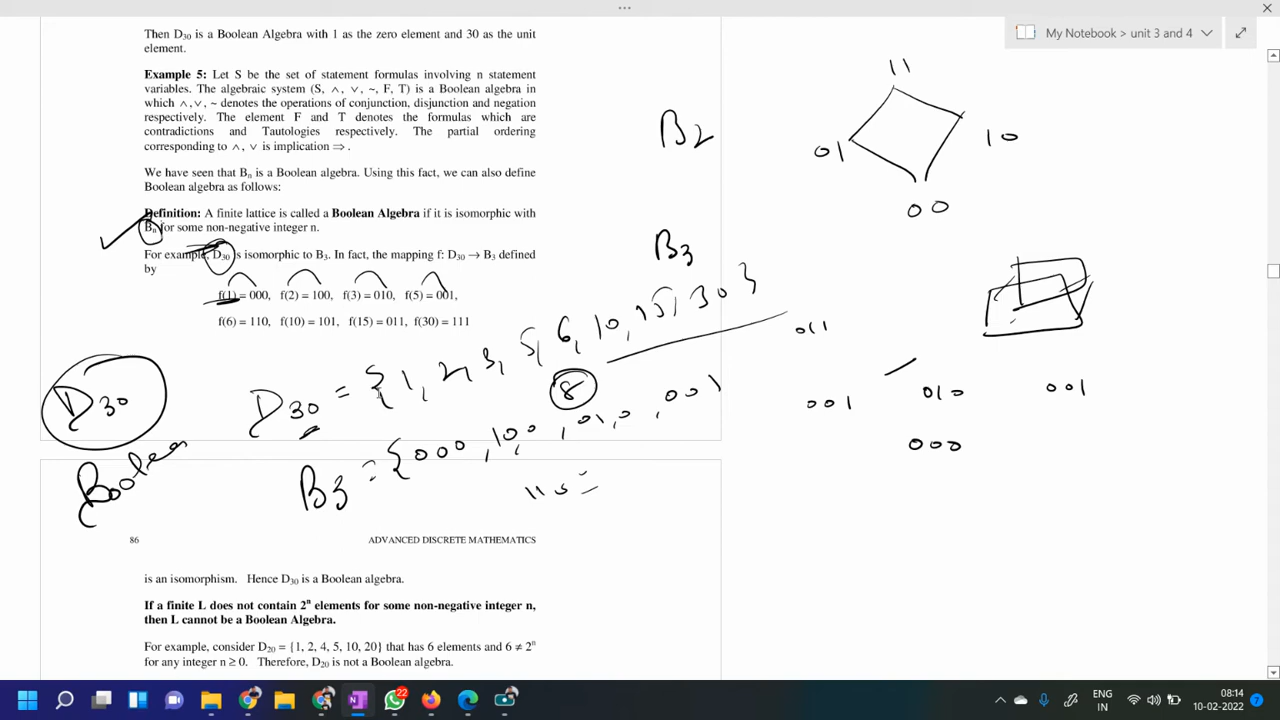 My Notebook > unit 3 and 4
Then D30 is a Boolean Algebra with 1 as the zero element and 30 as the unit
element.
Example 5: Let S be the set of statement formulas involving n statement
variables. The algebraic system (S, ∧, ∨, ~, F, T) is a Boolean algebra in
which ∧,∨, ~ denotes the operations of conjunction, disjunction and negation
respectively. The element F and T denotes the formulas which are
contradictions and Tautologies respectively. The partial ordering
corresponding to ∧, ∨ is implication ⇒.
We have seen that Bn is a Boolean algebra. Using this fact, we can also define
Boolean algebra as follows:
Definition: A finite lattice is called a Boolean Algebra if it is isomorphic with
Bn for some non-negative integer n.
For example, D30 is isomorphic to B3. In fact, the mapping f: D30 → B3 defined
by
f(1) = 000, f(2) = 100, f(3) = 010, f(5) = 001,
f(6) = 110, f(10) = 101, f(15) = 011, f(30) = 111
B2
11
01
10
00
B3
D30
Boolean
D30 = {1, 2, 3, 5, 6, 10, 15, 30}
8
B3 = {000, 100, 010, 001
110
011
001 010 001
000
86 ADVANCED DISCRETE MATHEMATICS
is an isomorphism. Hence D30 is a Boolean algebra.
If a finite L does not contain 2^n elements for some non-negative integer n,
then L cannot be a Boolean Algebra.
For example, consider D20 = {1, 2, 4, 5, 10, 20} that has 6 elements and 6 ≠ 2^n
for any integer n ≥ 0. Therefore, D20 is not a Boolean algebra.
22
ENG
IN
08:14
10-02-2022